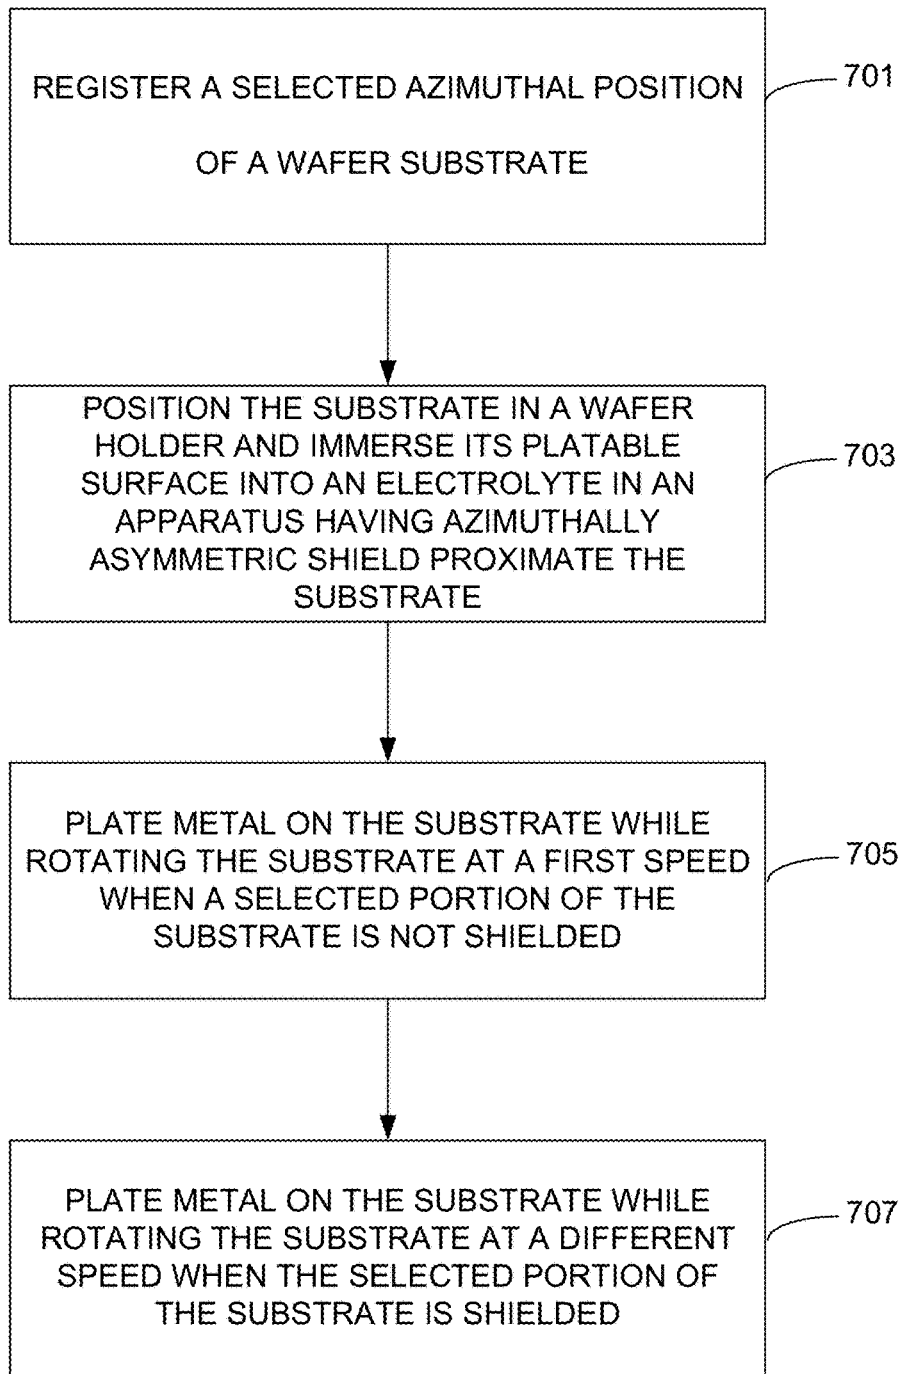 REGISTER A SELECTED AZIMUTHAL POSITION
OF A WAFER SUBSTRATE
701
POSITION THE SUBSTRATE IN A WAFER
HOLDER AND IMMERSE ITS PLATABLE
SURFACE INTO AN ELECTROLYTE IN AN
APPARATUS HAVING AZIMUTHALLY
ASYMMETRIC SHIELD PROXIMATE THE
SUBSTRATE
703
PLATE METAL ON THE SUBSTRATE WHILE
ROTATING THE SUBSTRATE AT A FIRST SPEED
WHEN A SELECTED PORTION OF THE
SUBSTRATE IS NOT SHIELDED
705
PLATE METAL ON THE SUBSTRATE WHILE
ROTATING THE SUBSTRATE AT A DIFFERENT
SPEED WHEN THE SELECTED PORTION OF
THE SUBSTRATE IS SHIELDED
707